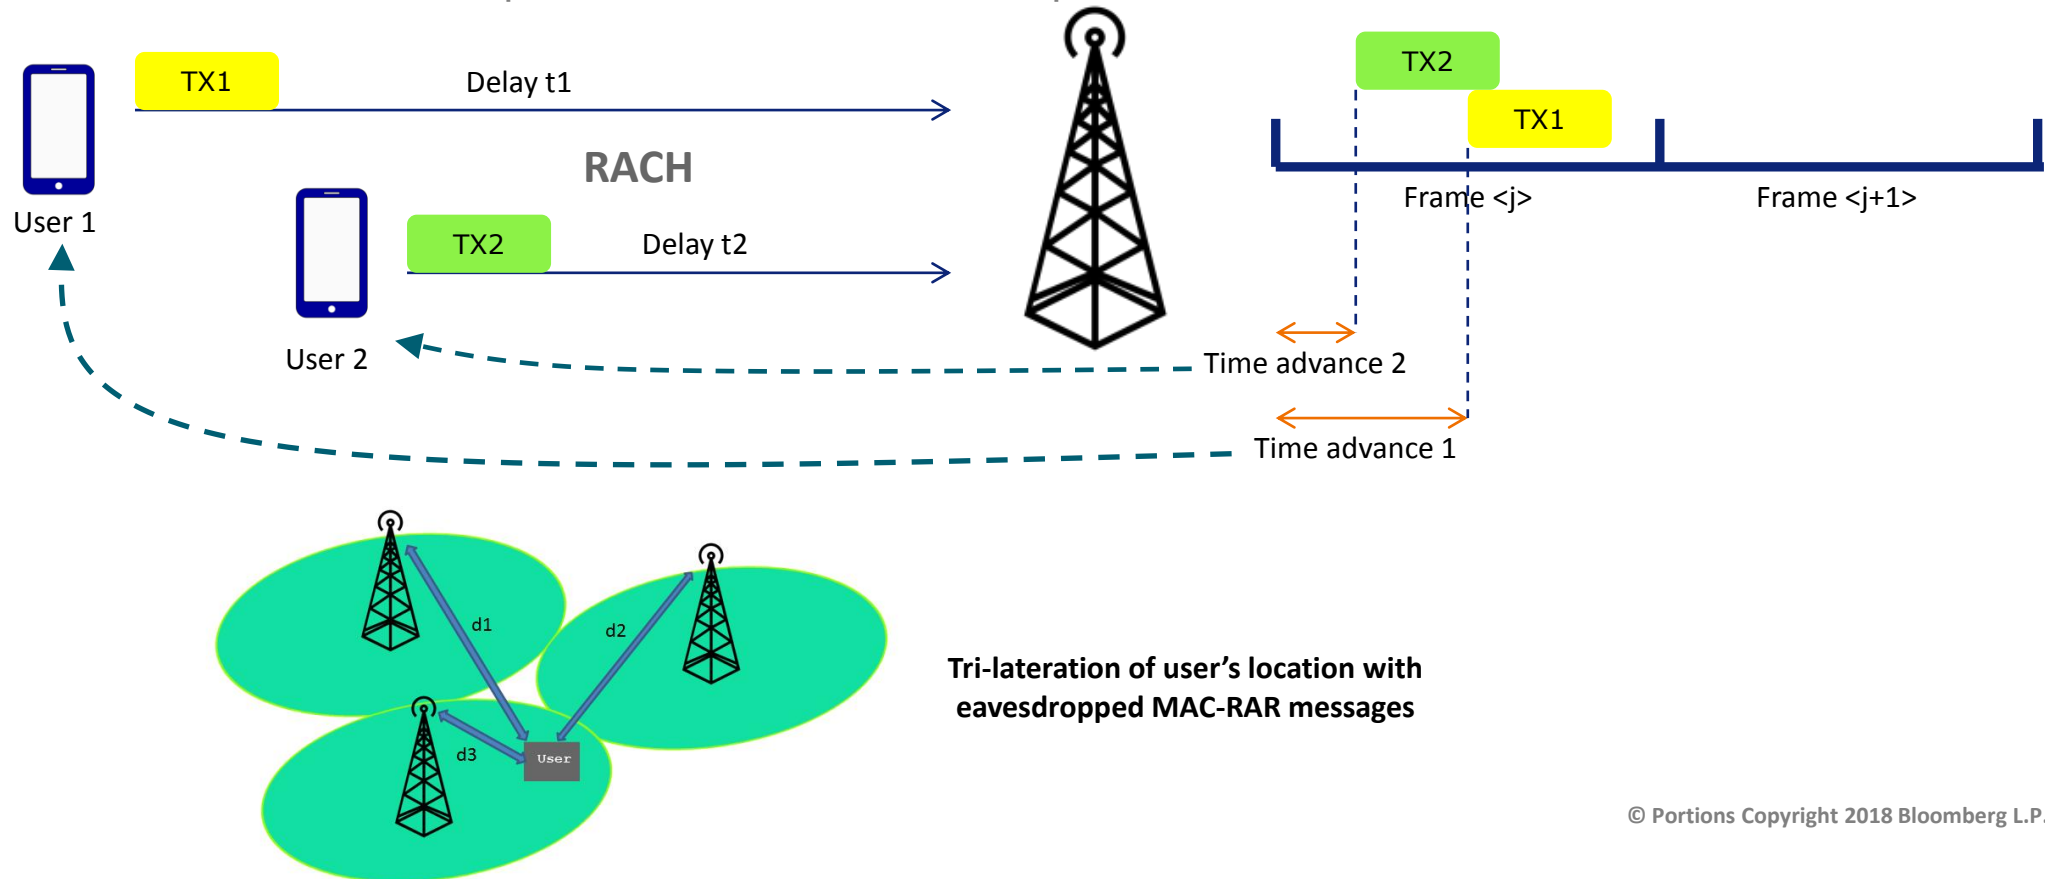 TX1
Delay t1
TX2
TX1
RACH
Frame <j>
Frame <j+1>
User 1
TX2
Delay t2
User 2
Time advance 2
Time advance 1
d1
d2
d3
User
Tri-lateration of user’s location with
eavesdropped MAC-RAR messages
© Portions Copyright 2018 Bloomberg L.P.